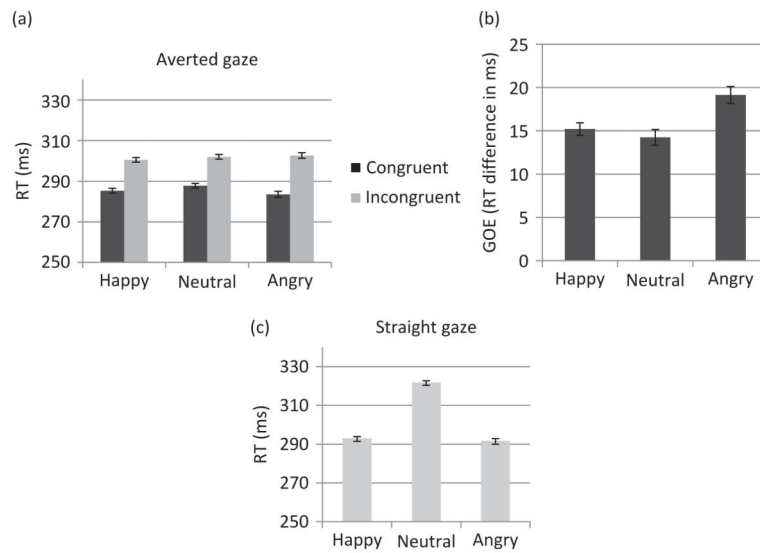 (a)
Averted gaze
RT (ms)
330
310
290
270
250
Happy
Neutral
Angry
Congruent
Incongruent
(b)
GOE (RT difference in ms)
25
20
15
10
5
0
Happy
Neutral
Angry
(c)
Straight gaze
RT (ms)
330
310
290
270
250
Happy
Neutral
Angry